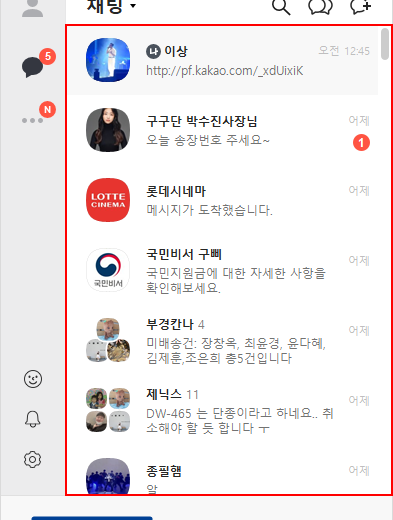 채팅
5
N
나 이상
오전 12:45
http://pf.kakao.com/_xdUixiK
구구단 박수진사장님
어제
오늘 송장번호 주세요~
1
LOTTE
CINEMA
롯데시네마
어제
메시지가 도착했습니다.
국민비서
국민비서 구삐
어제
국민지원금에 대한 자세한 사항을
확인해보세요.
부경칸나 4
어제
미배송건: 장창옥, 최윤경, 윤다혜,
김제훈,조은희 총5건입니다
제닉스 11
어제
DW-465 는 단종이라고 하네요.. 취
소해야 할 듯 합니다 ㅜ
종필햄
어제
앞